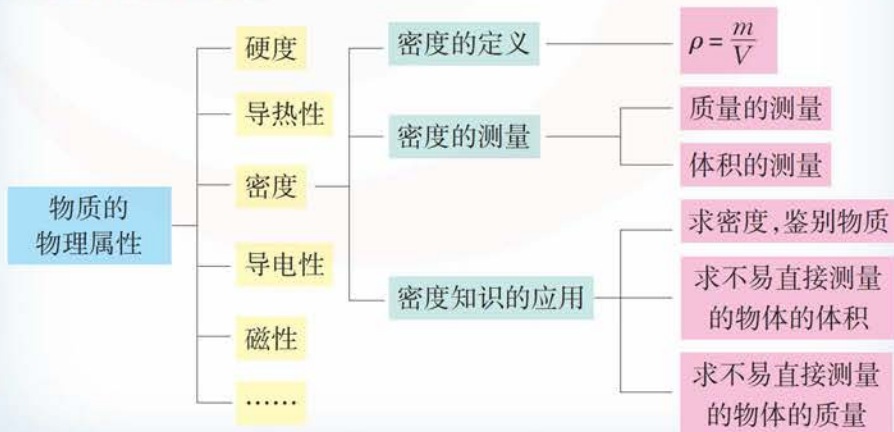 物质的
物理属性
硬度
导热性
密度
导电性
磁性
……
密度的定义
密度的测量
密度知识的应用
ρ = m/V
质量的测量
体积的测量
求密度，鉴别物质
求不易直接测量
的物体的体积
求不易直接测量
的物体的质量